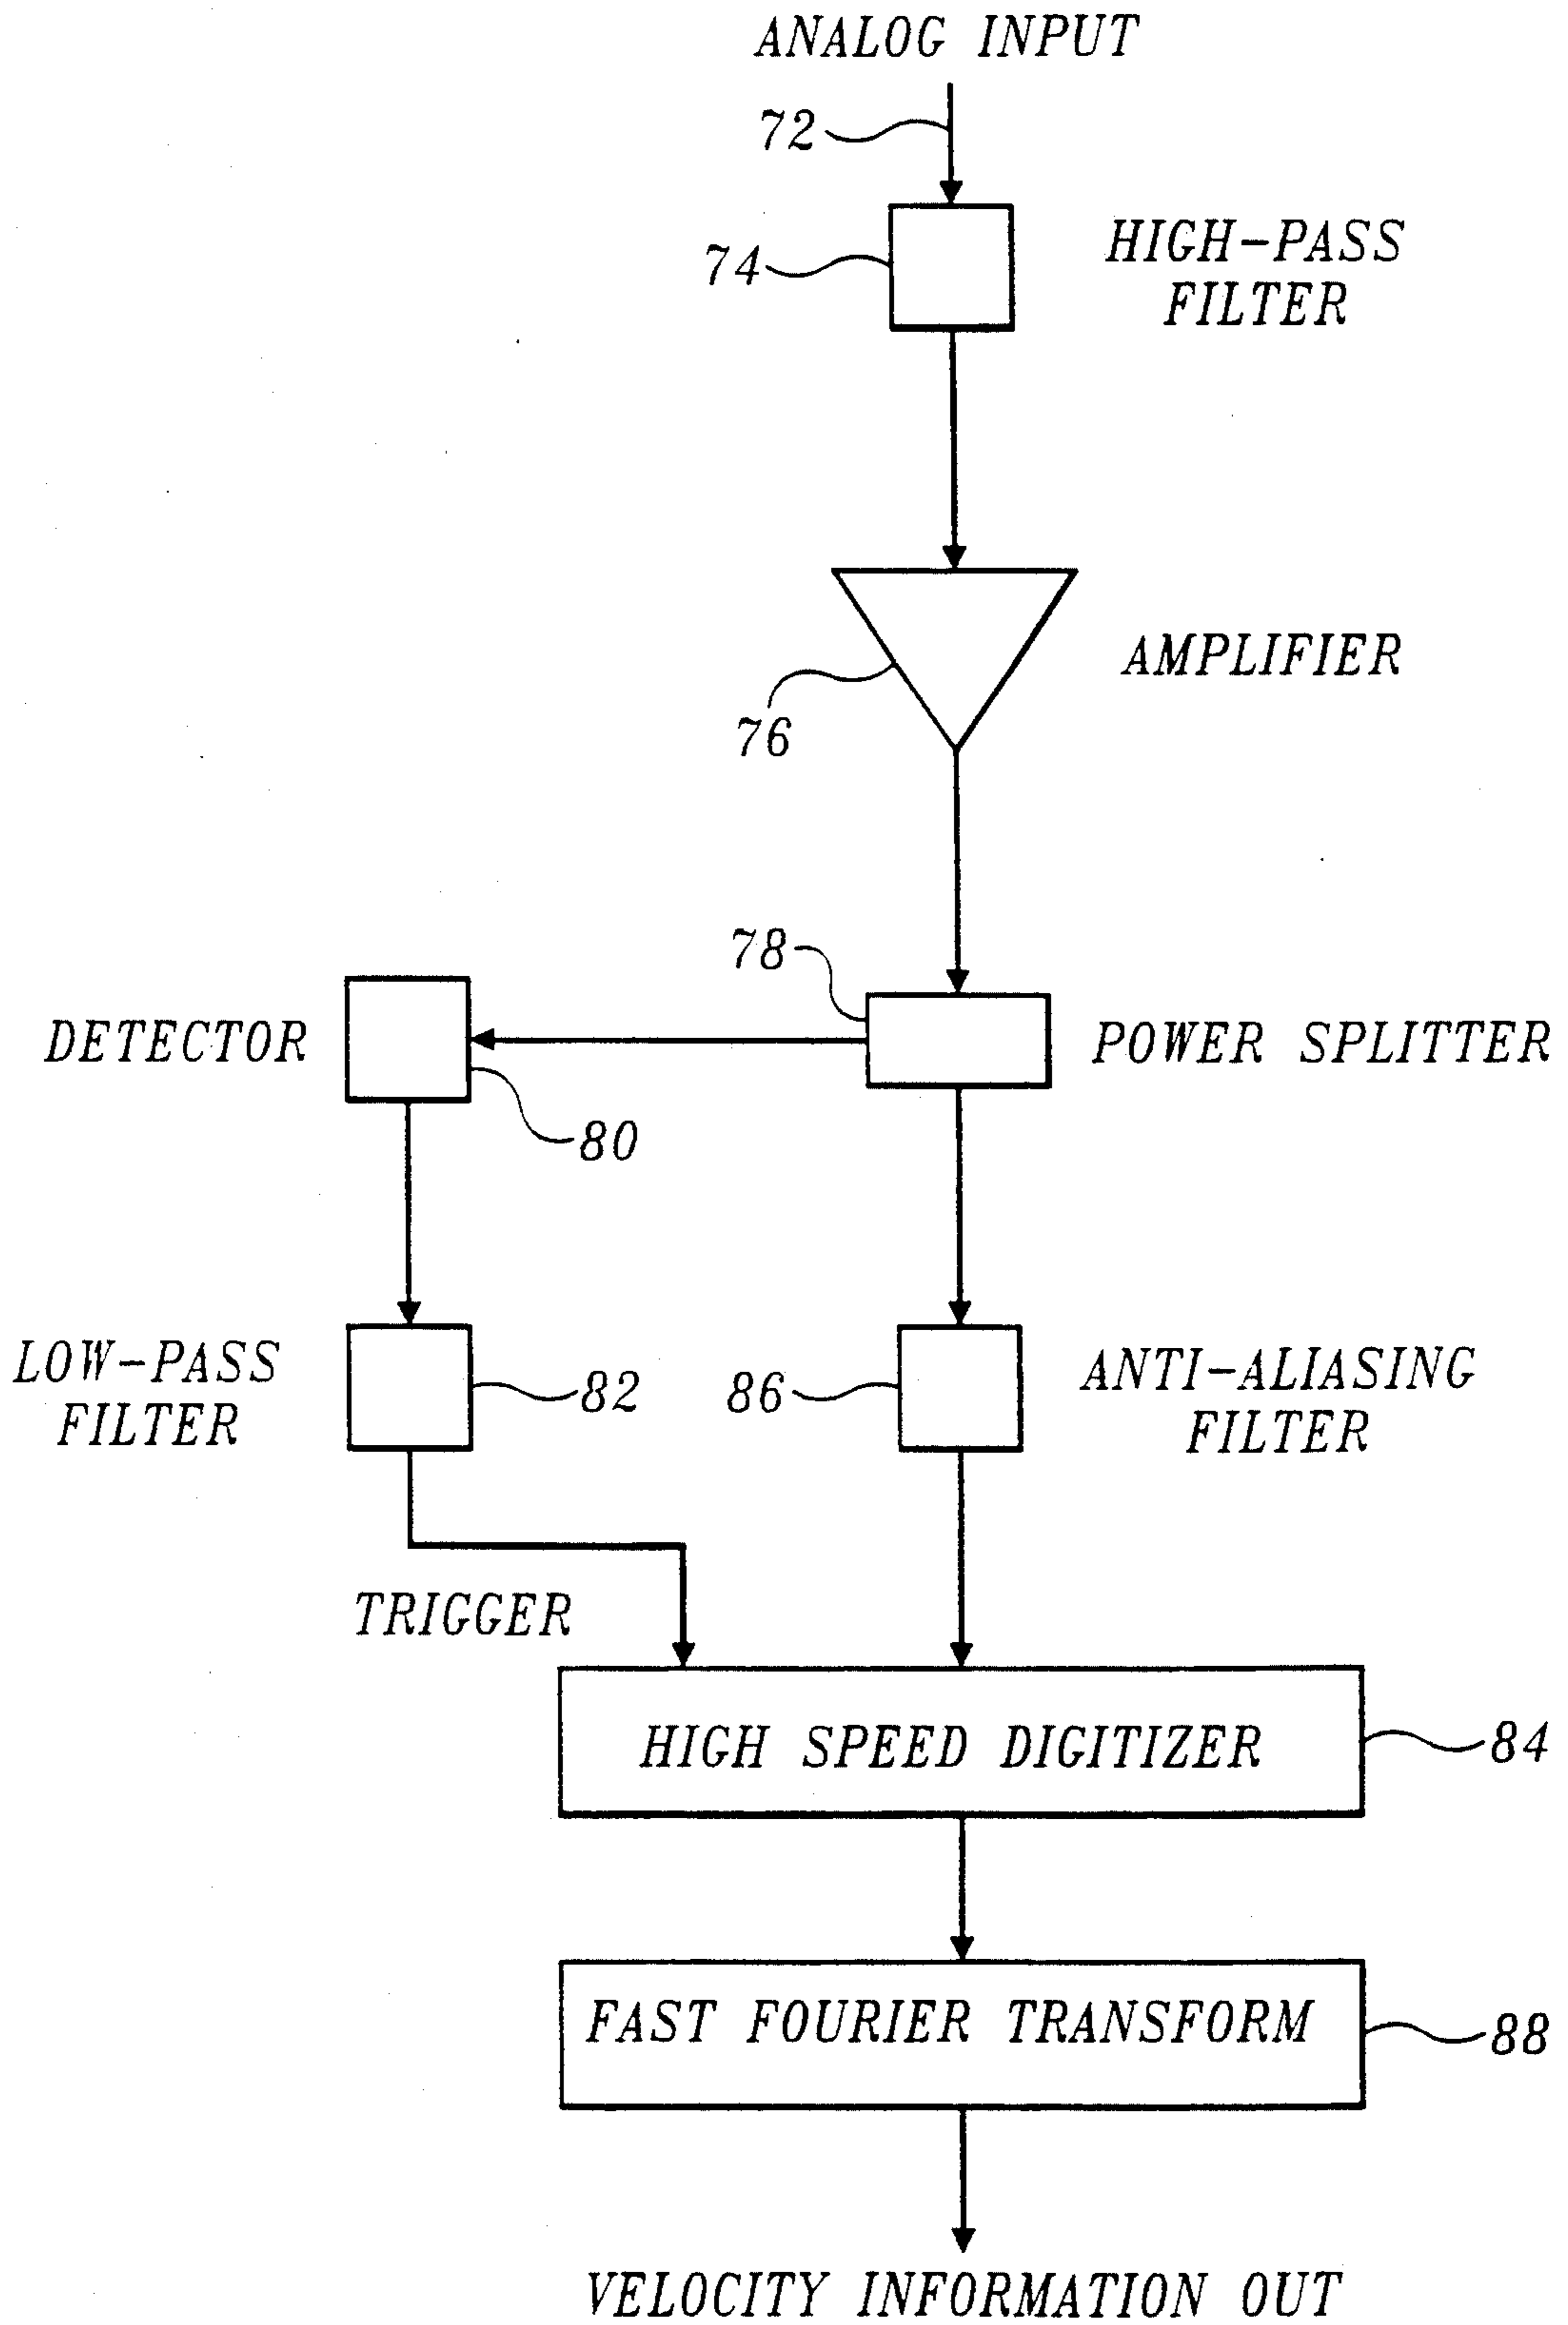 ANALOG INPUT
72
74
HIGH-PASS
FILTER
AMPLIFIER
76
78
DETECTOR
POWER SPLITTER
80
LOW-PASS
FILTER
82
86
ANTI-ALIASING
FILTER
TRIGGER
HIGH SPEED DIGITIZER
84
FAST FOURIER TRANSFORM
88
VELOCITY INFORMATION OUT